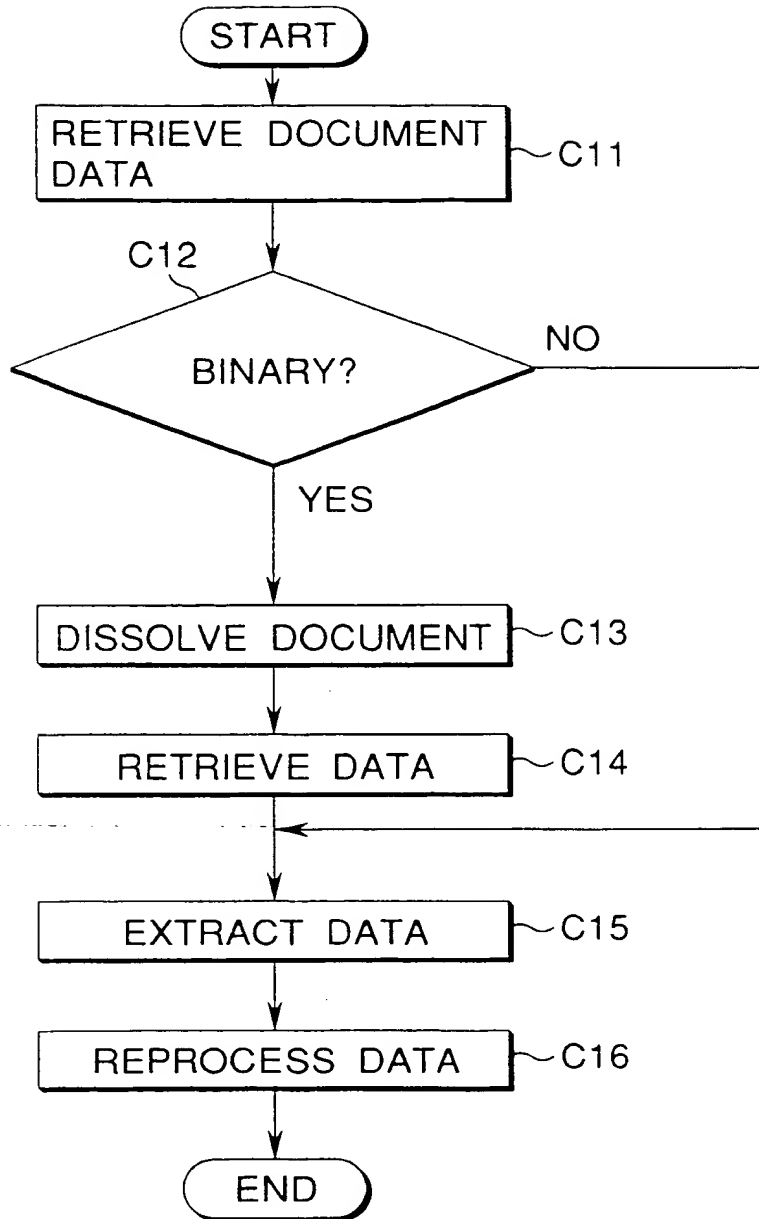 START
RETRIEVE DOCUMENT
DATA
C11
C12
BINARY?
NO
YES
DISSOLVE DOCUMENT
C13
RETRIEVE DATA
C14
EXTRACT DATA
C15
REPROCESS DATA
C16
END